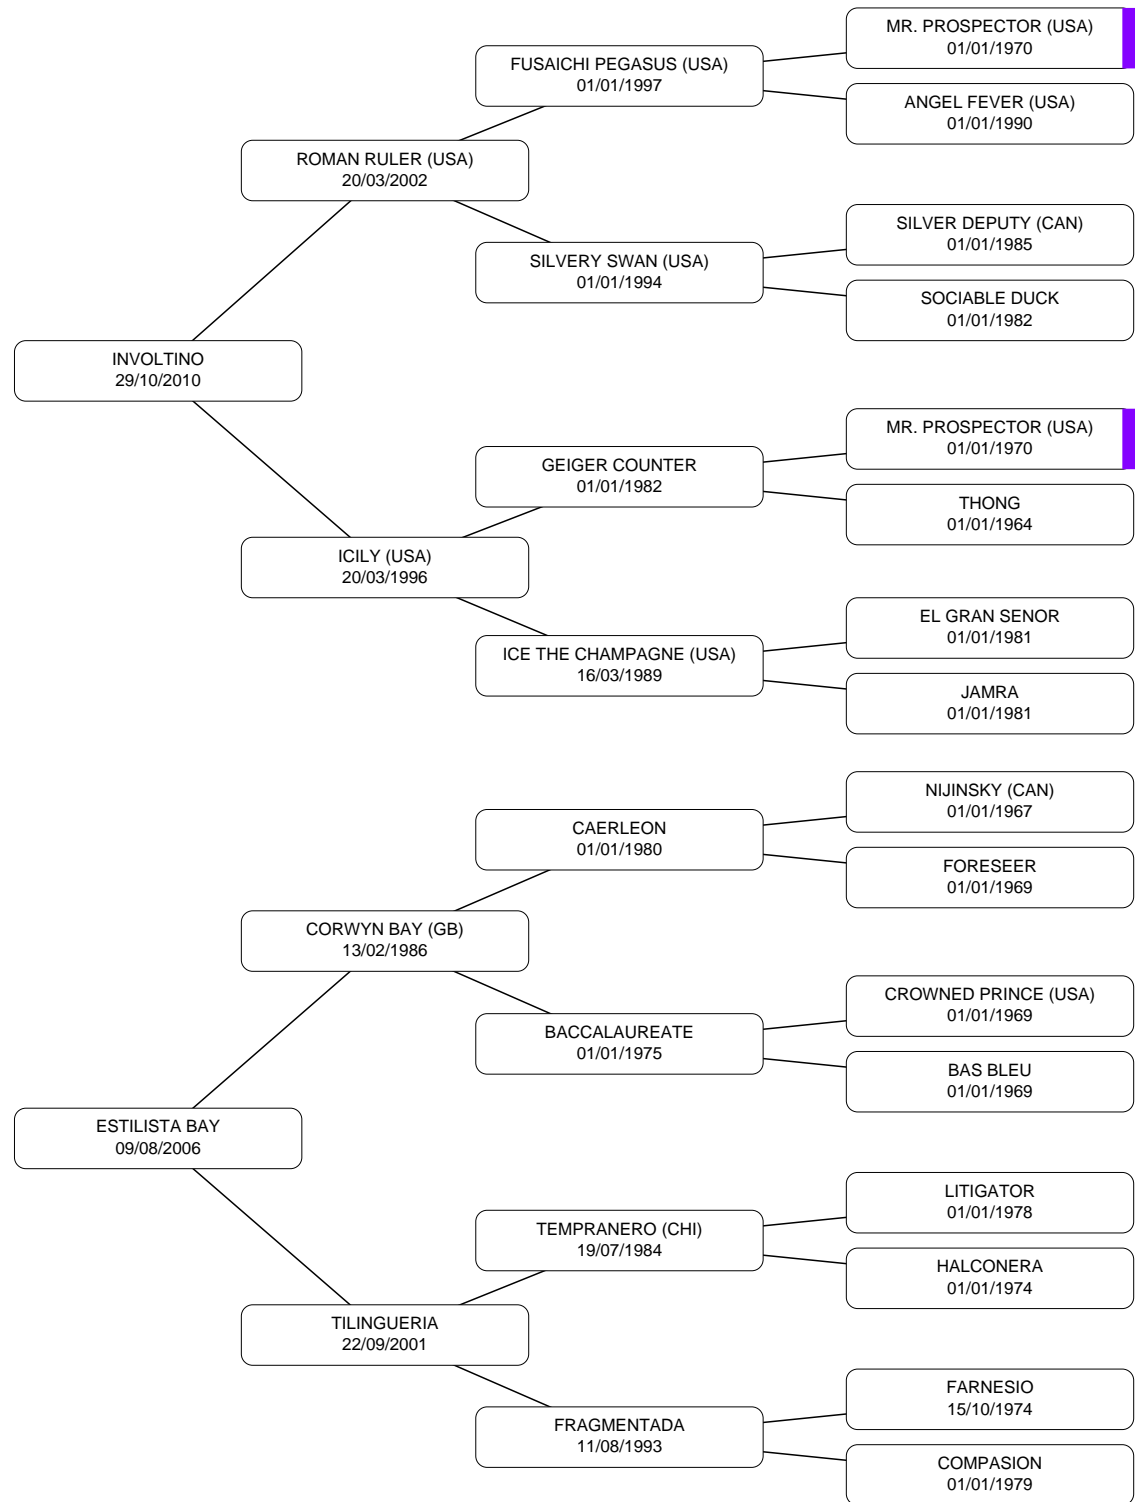 MR. PROSPECTOR (USA)
01/01/1970
FUSAICHI PEGASUS (USA)
01/01/1997
ANGEL FEVER (USA)
01/01/1990
ROMAN RULER (USA)
20/03/2002
SILVER DEPUTY (CAN)
01/01/1985
SILVERY SWAN (USA)
01/01/1994
SOCIABLE DUCK
01/01/1982
INVOLTINO
29/10/2010
MR. PROSPECTOR (USA)
01/01/1970
GEIGER COUNTER
01/01/1982
THONG
01/01/1964
ICILY (USA)
20/03/1996
EL GRAN SENOR
01/01/1981
ICE THE CHAMPAGNE (USA)
16/03/1989
JAMRA
01/01/1981
NIJINSKY (CAN)
01/01/1967
CAERLEON
01/01/1980
FORESEER
01/01/1969
CORWYN BAY (GB)
13/02/1986
CROWNED PRINCE (USA)
01/01/1969
BACCALAUREATE
01/01/1975
BAS BLEU
01/01/1969
ESTILISTA BAY
09/08/2006
LITIGATOR
01/01/1978
TEMPRANERO (CHI)
19/07/1984
HALCONERA
01/01/1974
TILINGUERIA
22/09/2001
FARNESIO
15/10/1974
FRAGMENTADA
11/08/1993
COMPASION
01/01/1979